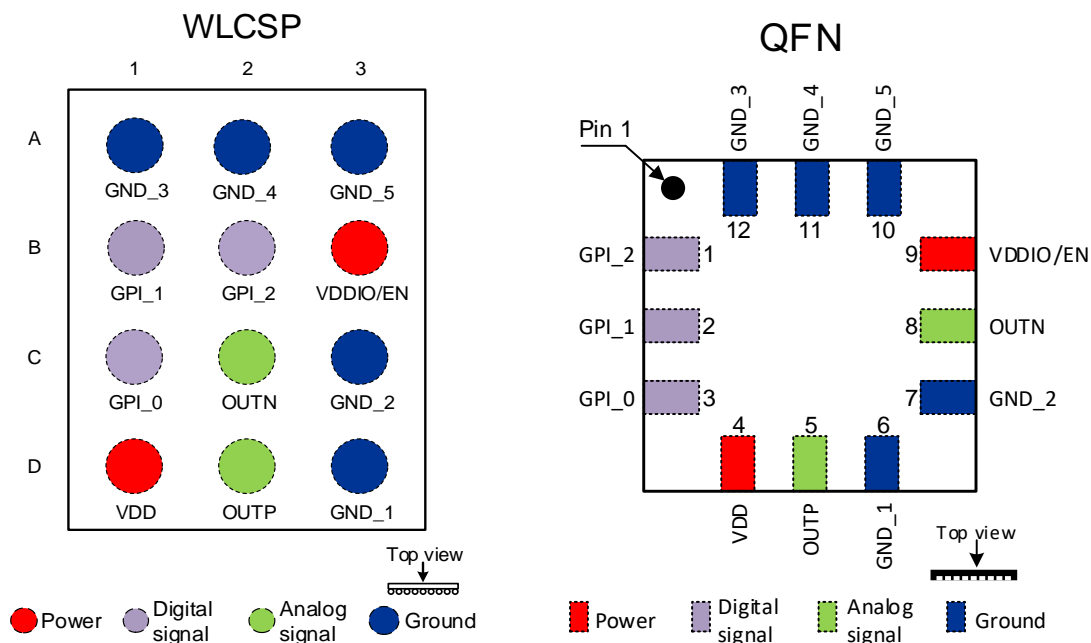 WLCSP
1 2 3
A
GND_3 GND_4 GND_5
B
GPI_1 GPI_2 VDDIO/EN
C
GPI_0 OUTN GND_2
D
VDD OUTP GND_1
Top view
Power Digital signal Analog signal Ground
QFN
GND_3 GND_4 GND_5
Pin 1
12 11 10
GPI_2 1 9 VDDIO/EN
GPI_1 2 8 OUTN
GPI_0 3 7 GND_2
4 5 6
VDD OUTP GND_1
Top view
Power Digital signal Analog signal Ground